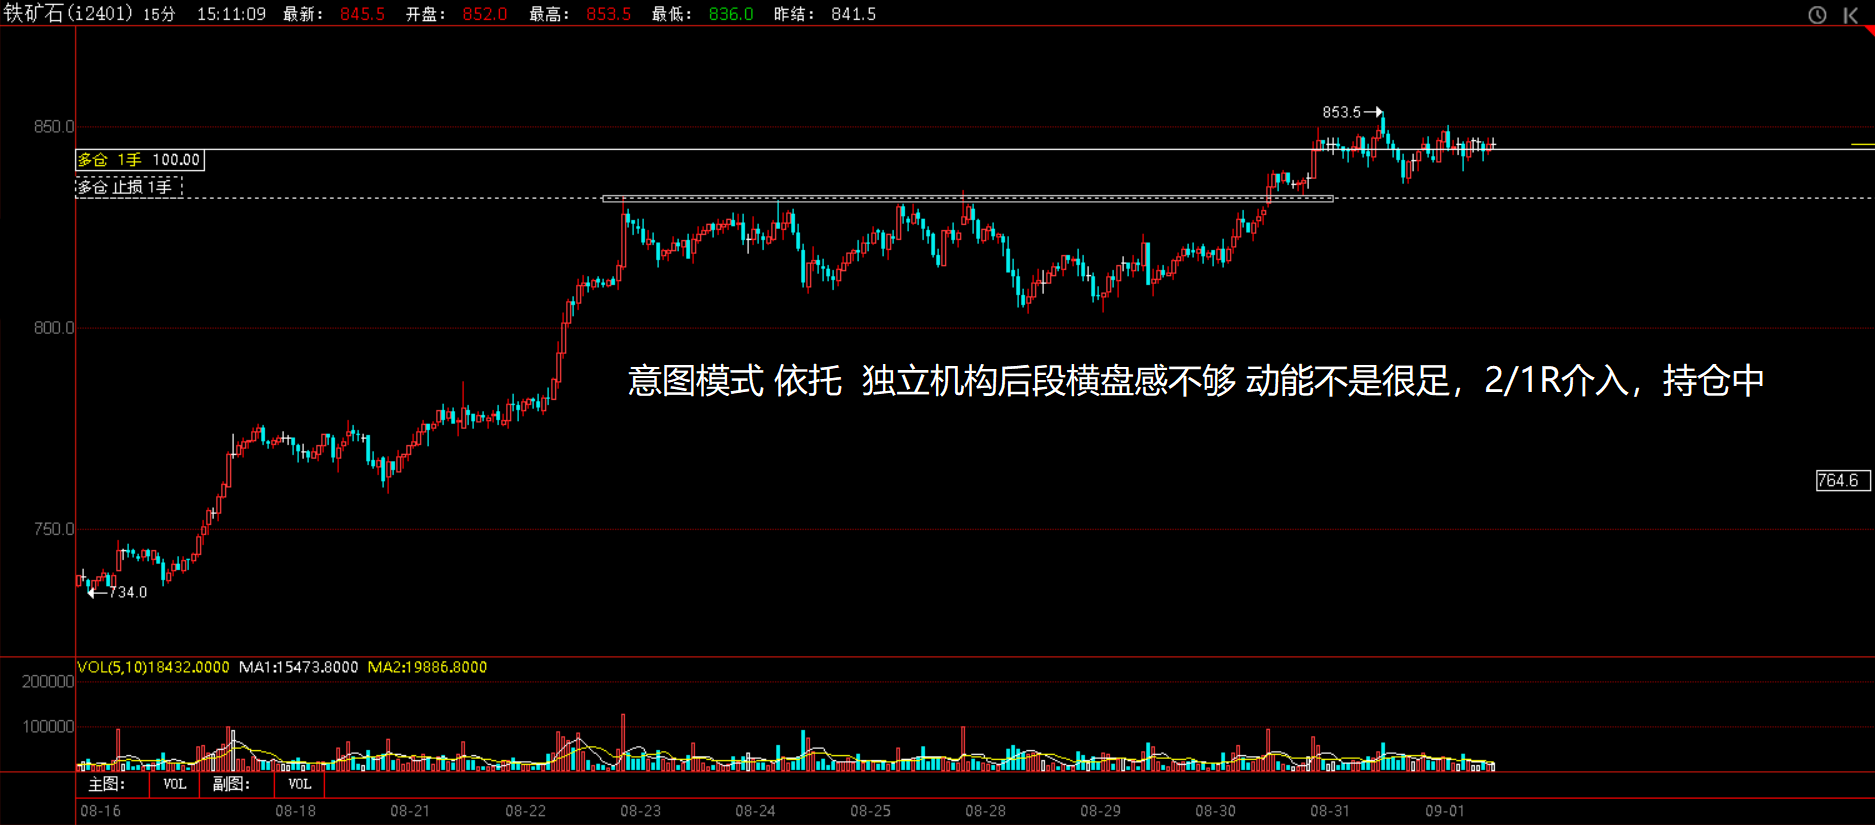 铁矿石(i2401) 15分 15:11:09 最新: 845.5 开盘: 852.0 最高: 853.5 最低: 836.0 昨结: 841.5
853.5
850.0
多仓 1手 100.00
多仓 止损 1手
800.0
意图模式 依托 独立机构后段横盘感不够 动能不是很足，2/1R介入，持仓中
764.6
750.0
734.0
VOL(5,10)18432.0000 MA1:15473.8000 MA2:19886.8000
200000
100000
主图: VOL 副图: VOL
08-16 08-18 08-21 08-22 08-23 08-24 08-25 08-28 08-29 08-30 08-31 09-01